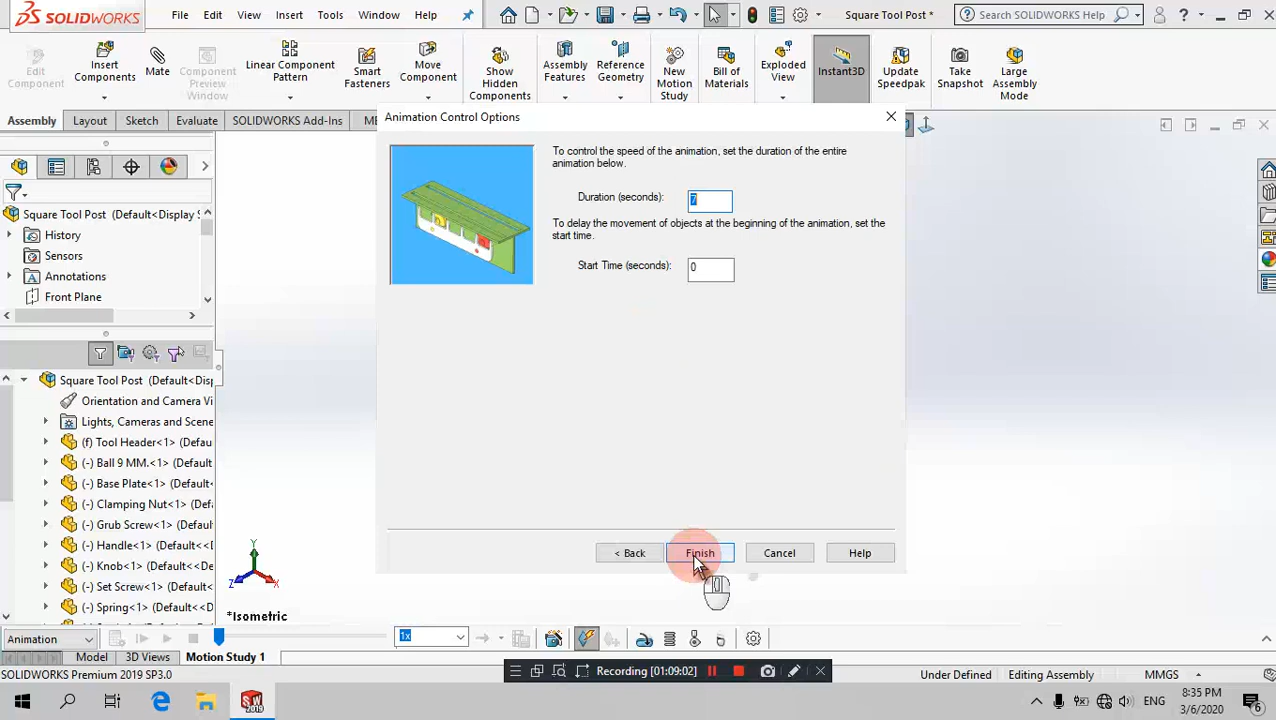 SOLIDWORKS File Edit View Insert Tools Window Help Square Tool Post * Search SOLIDWORKS Help ?
Edit Component
Insert Components
Mate
Component Preview Window
Linear Component Pattern
Smart Fasteners
Move Component
Show Hidden Components
Assembly Features
Reference Geometry
New Motion Study
Bill of Materials
Exploded View
Instant3D
Update Speedpak
Take Snapshot
Large Assembly Mode
Assembly Layout Sketch Evaluate SOLIDWORKS Add-Ins
Animation Control Options
To control the speed of the animation, set the duration of the entire
animation below.
Duration (seconds): 7
To delay the movement of objects at the beginning of the animation, set the
start time.
Start Time (seconds): 0
< Back Finish Cancel Help
Square Tool Post (Default<Display S
History
Sensors
Annotations
Front Plane
Square Tool Post (Default<Disp
Orientation and Camera Vi
Lights, Cameras and Scene
(f) Tool Header<1> (Defau
(-) Ball 9 MM.<1> (Default
(-) Base Plate<1> (Default
(-) Clamping Nut<1> (Def
(-) Grub Screw<1> (Defau
(-) Handle<1> (Default<
(-) Knob<1> (Default<<D
(-) Set Screw<1> (Default
(-) Spring<1> (Default<<
Y
Z X
*Isometric
Animation 1x
Model 3D Views Motion Study 1
SOLIDWORKS Premium 2019 SP3.0 Recording [01:09:02] Under Defined Editing Assembly MMGS
SW 2019
ENG 8:35 PM
3/6/2020
6